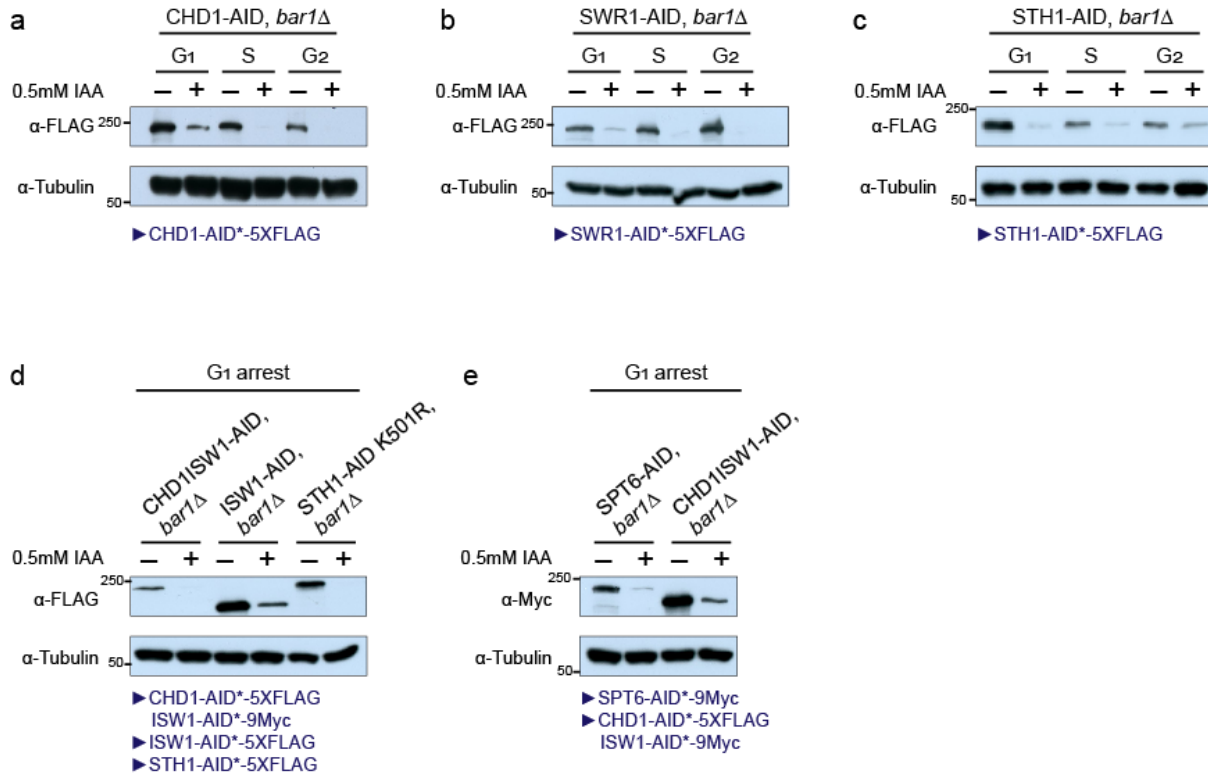 a
CHD1-AID, bar1Δ
G1 S G2
0.5mM IAA – + – + – +
α-FLAG 250
α-Tubulin
50
►CHD1-AID*-5XFLAG
b
SWR1-AID, bar1Δ
G1 S G2
0.5mM IAA – + – + – +
α-FLAG 250
α-Tubulin
50
►SWR1-AID*-5XFLAG
c
STH1-AID, bar1Δ
G1 S G2
0.5mM IAA – + – + – +
250
α-FLAG
α-Tubulin
50
►STH1-AID*-5XFLAG
d
G1 arrest
CHD1ISW1-AID,
bar1Δ
ISW1-AID,
bar1Δ
STH1-AID K501R,
bar1Δ
0.5mM IAA – + – + – +
250
α-FLAG
α-Tubulin 50
►CHD1-AID*-5XFLAG
ISW1-AID*-9Myc
►ISW1-AID*-5XFLAG
►STH1-AID*-5XFLAG
e
G1 arrest
SPT6-AID,
bar1Δ
CHD1ISW1-AID,
bar1Δ
0.5mM IAA – + – +
250
α-Myc
α-Tubulin
50
►SPT6-AID*-9Myc
►CHD1-AID*-5XFLAG
ISW1-AID*-9Myc